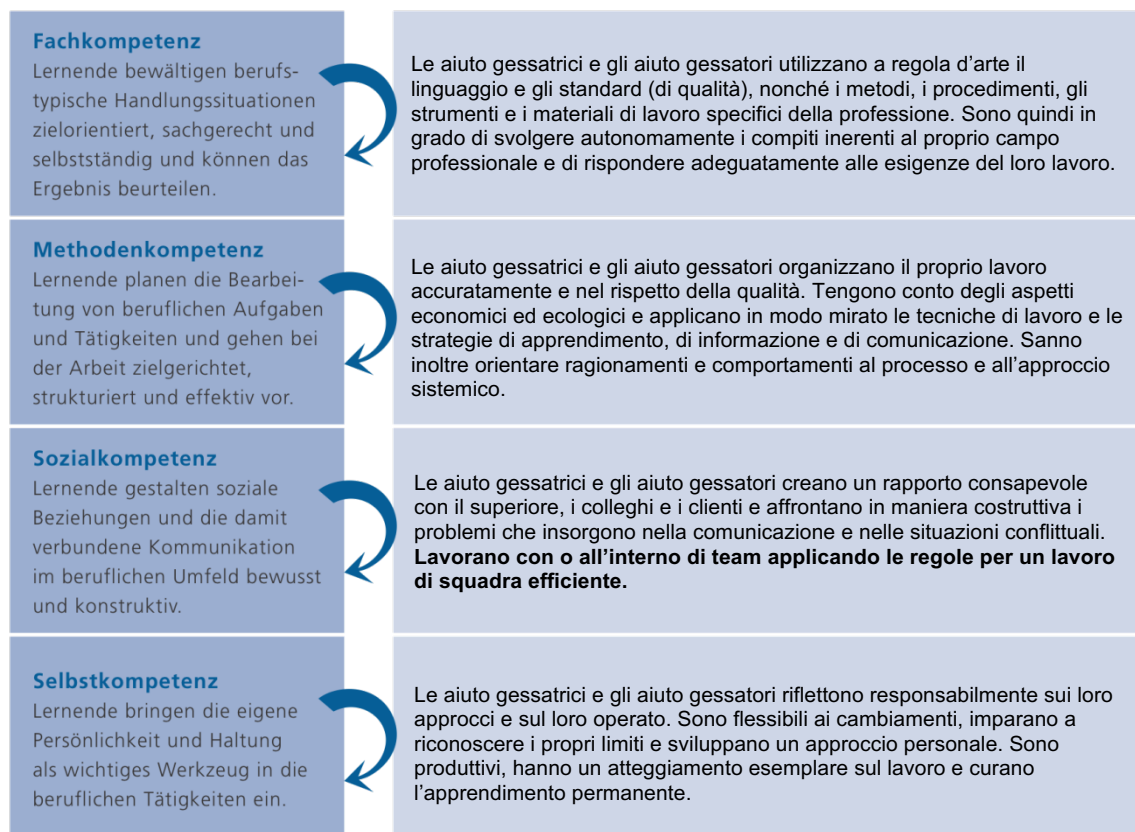 Fachkompetenz
Lernende bewältigen berufs-
typische Handlungssituationen
zielorientiert, sachgerecht und
selbstständig und können das
Ergebnis beurteilen.
Le aiuto gessatrici e gli aiuto gessatori utilizzano a regola d’arte il
linguaggio e gli standard (di qualità), nonché i metodi, i procedimenti, gli
strumenti e i materiali di lavoro specifici della professione. Sono quindi in
grado di svolgere autonomamente i compiti inerenti al proprio campo
professionale e di rispondere adeguatamente alle esigenze del loro lavoro.
Methodenkompetenz
Lernende planen die Bearbei-
tung von beruflichen Aufgaben
und Tätigkeiten und gehen bei
der Arbeit zielgerichtet,
strukturiert und effektiv vor.
Le aiuto gessatrici e gli aiuto gessatori organizzano il proprio lavoro
accuratamente e nel rispetto della qualità. Tengono conto degli aspetti
economici ed ecologici e applicano in modo mirato le tecniche di lavoro e le
strategie di apprendimento, di informazione e di comunicazione. Sanno
inoltre orientare ragionamenti e comportamenti al processo e all’approccio
sistemico.
Sozialkompetenz
Lernende gestalten soziale
Beziehungen und die damit
verbundene Kommunikation
im beruflichen Umfeld bewusst
und konstruktiv.
Le aiuto gessatrici e gli aiuto gessatori creano un rapporto consapevole
con il superiore, i colleghi e i clienti e affrontano in maniera costruttiva i
problemi che insorgono nella comunicazione e nelle situazioni conflittuali.
Lavorano con o all’interno di team applicando le regole per un lavoro
di squadra efficiente.
Selbstkompetenz
Lernende bringen die eigene
Persönlichkeit und Haltung
als wichtiges Werkzeug in die
beruflichen Tätigkeiten ein.
Le aiuto gessatrici e gli aiuto gessatori riflettono responsabilmente sui loro
approcci e sul loro operato. Sono flessibili ai cambiamenti, imparano a
riconoscere i propri limiti e sviluppano un approccio personale. Sono
produttivi, hanno un atteggiamento esemplare sul lavoro e curano
l’apprendimento permanente.